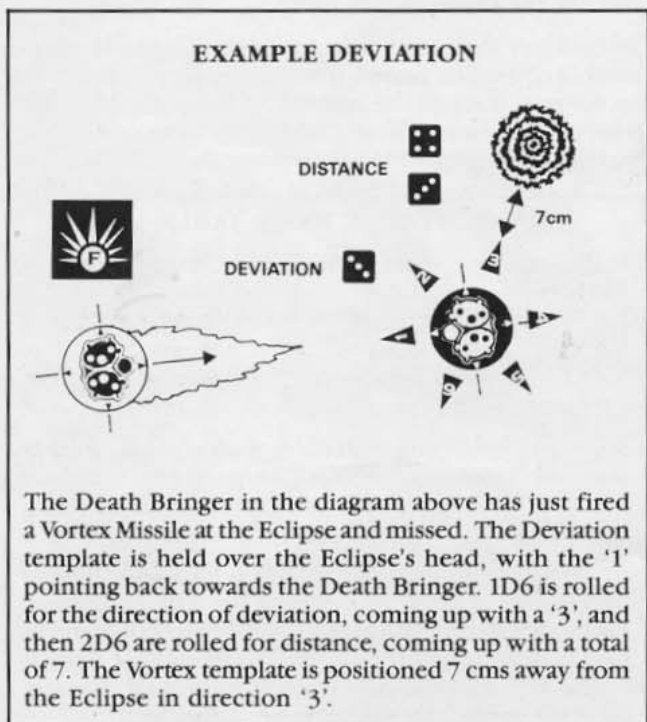 EXAMPLE DEVIATION
DISTANCE
7cm
F
DEVIATION
1
2
3
4
5
6
The Death Bringer in the diagram above has just fired
a Vortex Missile at the Eclipse and missed. The Deviation
template is held over the Eclipse's head, with the '1'
pointing back towards the Death Bringer. 1D6 is rolled
for the direction of deviation, coming up with a '3', and
then 2D6 are rolled for distance, coming up with a total
of 7. The Vortex template is positioned 7 cms away from
the Eclipse in direction '3'.